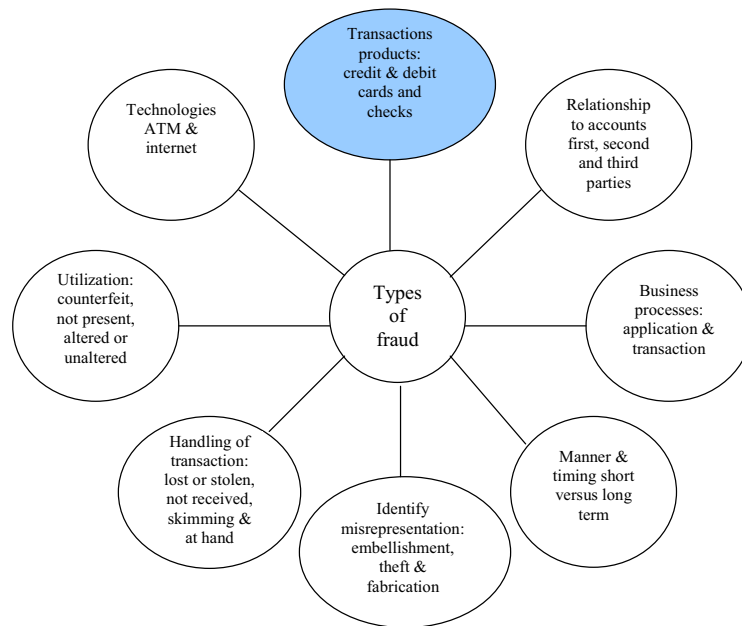 Transactions
products:
credit & debit
cards and
checks
Technologies
ATM &
internet
Relationship
to accounts
first, second
and third
parties
Utilization:
counterfeit,
not present,
altered or
unaltered
Types
of
fraud
Business
processes:
application &
transaction
Handling of
transaction:
lost or stolen,
not received,
skimming &
at hand
Identify
misrepresentation:
embellishment,
theft &
fabrication
Manner &
timing short
versus long
term